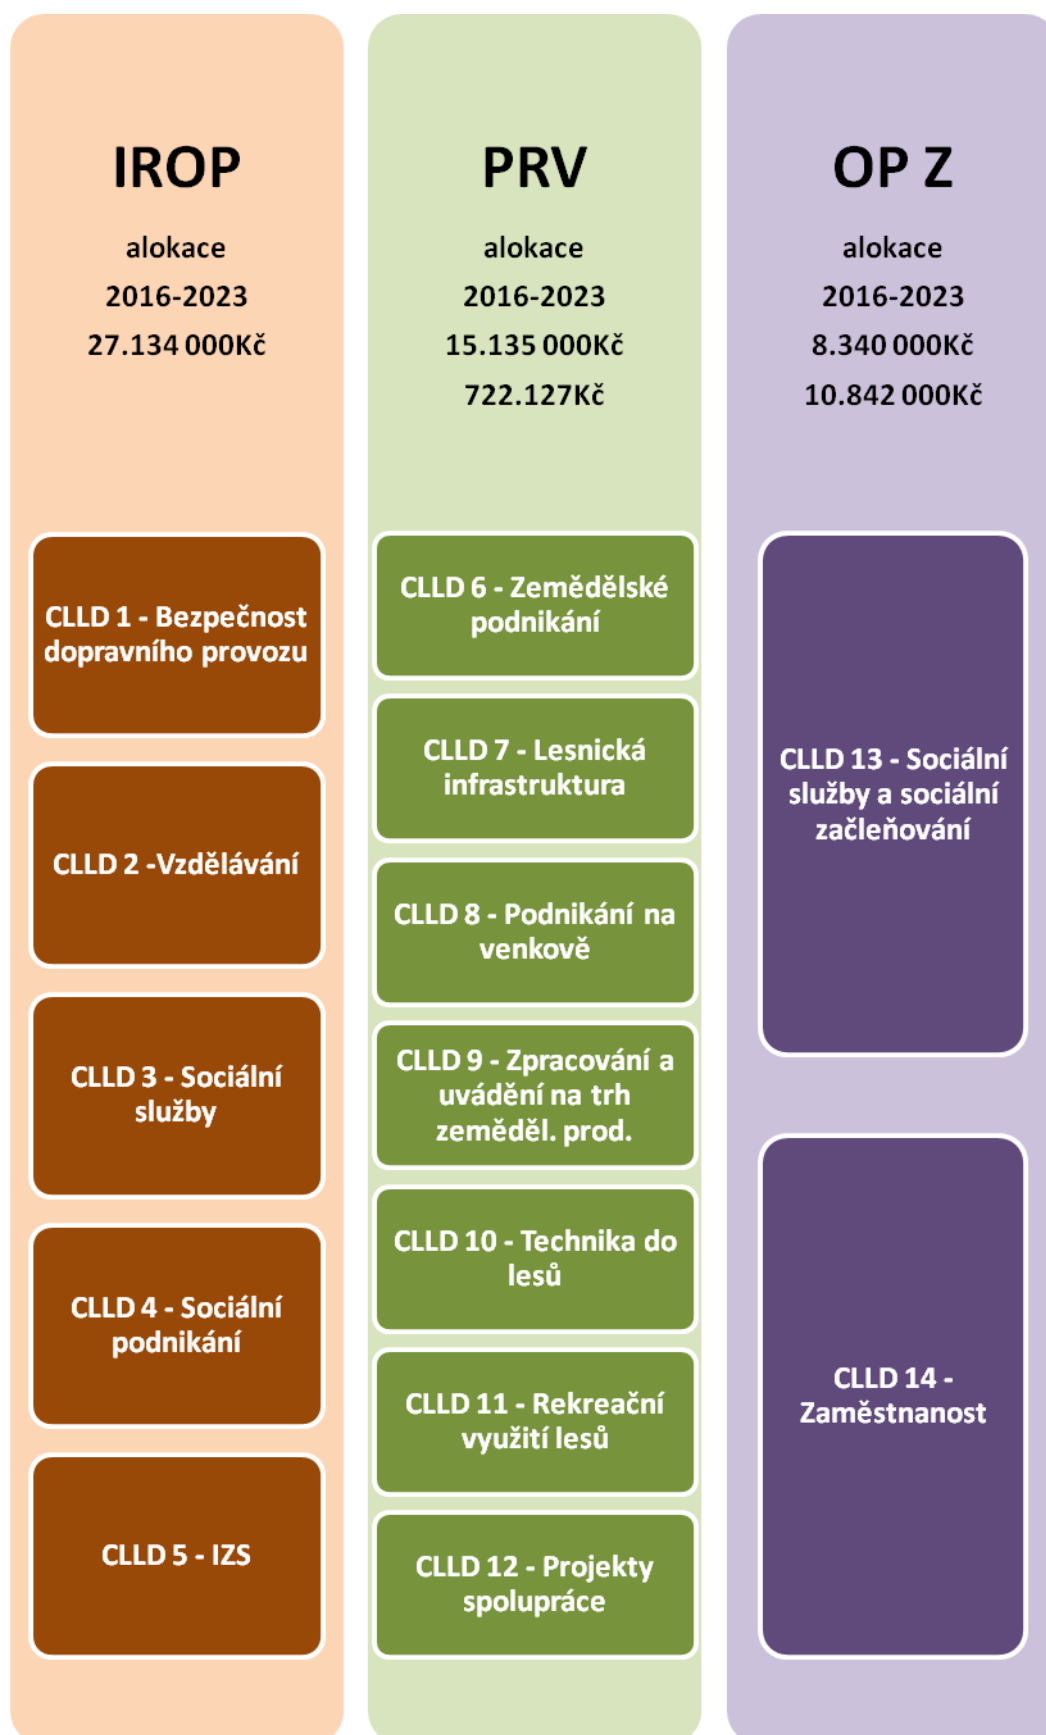 IROP
alokace
2016-2023
27.134 000Kč
CLLD 1 - Bezpečnost
dopravního provozu
CLLD 2 -Vzdělávání
CLLD 3 - Sociální
služby
CLLD 4 - Sociální
podnikání
CLLD 5 - IZS
PRV
alokace
2016-2023
15.135 000Kč
722.127Kč
CLLD 6 - Zemědělské
podnikání
CLLD 7 - Lesnická
infrastruktura
CLLD 8 - Podnikání na
venkově
CLLD 9 - Zpracování a
uvádění na trh
zeměděl. prod.
CLLD 10 - Technika do
lesů
CLLD 11 - Rekreační
využití lesů
CLLD 12 - Projekty
spolupráce
OP Z
alokace
2016-2023
8.340 000Kč
10.842 000Kč
CLLD 13 - Sociální
služby a sociální
začleňování
CLLD 14 -
Zaměstnanost